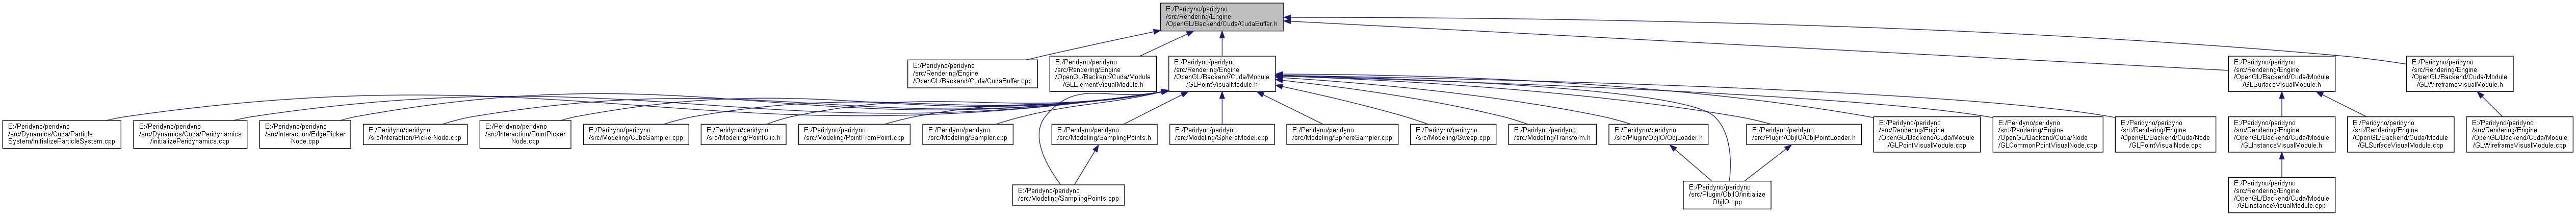 E:/Peridyno/peridyno
/src/Rendering/Engine
/OpenGL/Backend/Cuda/CudaBuffer.h
E:/Peridyno/peridyno
/src/Rendering/Engine
/OpenGL/Backend/Cuda/CudaBuffer.cpp
E:/Peridyno/peridyno
/src/Rendering/Engine
/OpenGL/Backend/Cuda/Module
/GLElementVisualModule.h
E:/Peridyno/peridyno
/src/Rendering/Engine
/OpenGL/Backend/Cuda/Module
/GLPointVisualModule.h
E:/Peridyno/peridyno
/src/Rendering/Engine
/OpenGL/Backend/Cuda/Module
/GLSurfaceVisualModule.h
E:/Peridyno/peridyno
/src/Rendering/Engine
/OpenGL/Backend/Cuda/Module
/GLWireframeVisualModule.h
E:/Peridyno/peridyno
/src/Dynamics/Cuda/Particle
System/initializeParticleSystem.cpp
E:/Peridyno/peridyno
/src/Dynamics/Cuda/Peridynamics
/initializePeridynamics.cpp
E:/Peridyno/peridyno
/src/Interaction/EdgePicker
Node.cpp
E:/Peridyno/peridyno
/src/Interaction/PickerNode.cpp
E:/Peridyno/peridyno
/src/Interaction/PointPicker
Node.cpp
E:/Peridyno/peridyno
/src/Modeling/CubeSampler.cpp
E:/Peridyno/peridyno
/src/Modeling/PointClip.h
E:/Peridyno/peridyno
/src/Modeling/PointFromPoint.cpp
E:/Peridyno/peridyno
/src/Modeling/Sampler.cpp
E:/Peridyno/peridyno
/src/Modeling/SamplingPoints.h
E:/Peridyno/peridyno
/src/Modeling/SphereModel.cpp
E:/Peridyno/peridyno
/src/Modeling/SphereSampler.cpp
E:/Peridyno/peridyno
/src/Modeling/Sweep.cpp
E:/Peridyno/peridyno
/src/Modeling/Transform.h
E:/Peridyno/peridyno
/src/Plugin/ObjIO/ObjLoader.h
E:/Peridyno/peridyno
/src/Plugin/ObjIO/ObjPointLoader.h
E:/Peridyno/peridyno
/src/Rendering/Engine
/OpenGL/Backend/Cuda/Module
/GLPointVisualModule.cpp
E:/Peridyno/peridyno
/src/Rendering/Engine
/OpenGL/Backend/Cuda/Node
/GLCommonPointVisualNode.cpp
E:/Peridyno/peridyno
/src/Rendering/Engine
/OpenGL/Backend/Cuda/Node
/GLPointVisualNode.cpp
E:/Peridyno/peridyno
/src/Rendering/Engine
/OpenGL/Backend/Cuda/Module
/GLInstanceVisualModule.h
E:/Peridyno/peridyno
/src/Rendering/Engine
/OpenGL/Backend/Cuda/Module
/GLSurfaceVisualModule.cpp
E:/Peridyno/peridyno
/src/Rendering/Engine
/OpenGL/Backend/Cuda/Module
/GLWireframeVisualModule.cpp
E:/Peridyno/peridyno
/src/Modeling/SamplingPoints.cpp
E:/Peridyno/peridyno
/src/Plugin/ObjIO/initialize
ObjIO.cpp
E:/Peridyno/peridyno
/src/Rendering/Engine
/OpenGL/Backend/Cuda/Module
/GLInstanceVisualModule.cpp